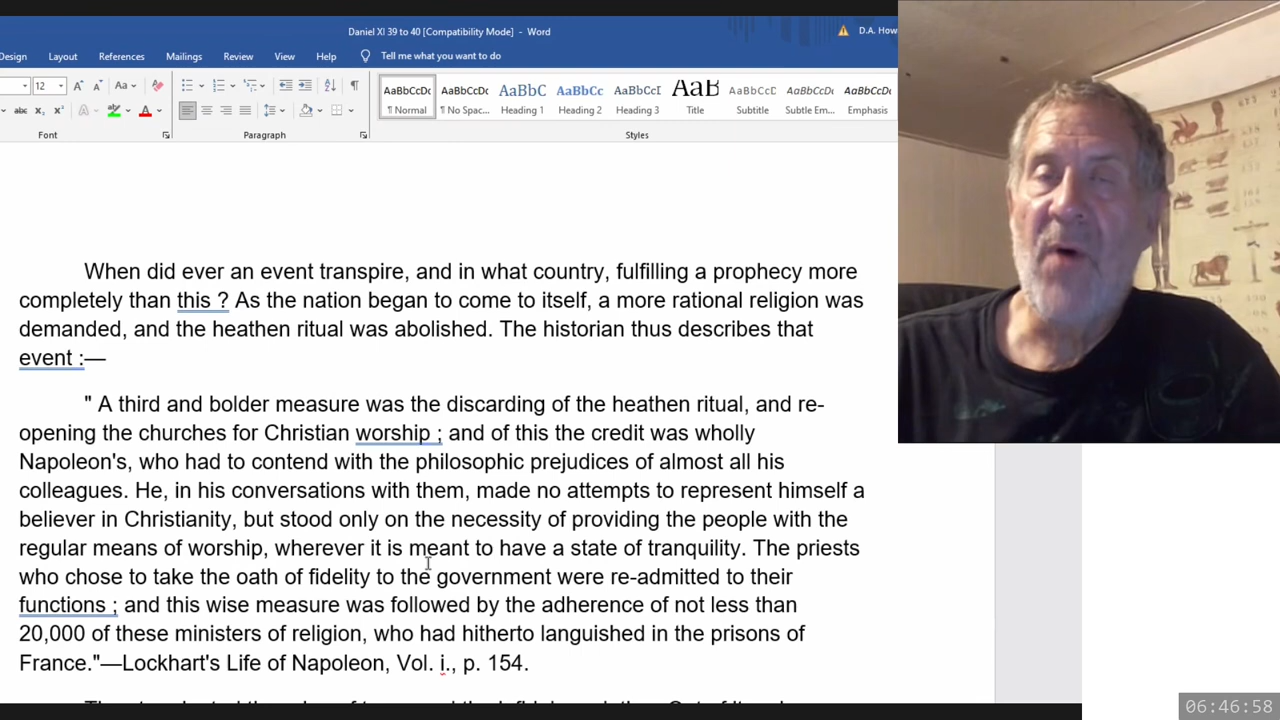 Daniel XI 39 to 40 [Compatibility Mode] - Word
D.A. How
Design Layout References Mailings Review View Help Tell me what you want to do
12 Aa
AaBbCcDc AaBbCcDc AaBbC AaBbCc AaBbCcD AaB AaBbCcD AaBbCcDc AaBbCcDc
¶ Normal ¶ No Spac... Heading 1 Heading 2 Heading 3 Title Subtitle Subtle Em... Emphasis
Font Paragraph Styles
When did ever an event transpire, and in what country, fulfilling a prophecy more
completely than this ? As the nation began to come to itself, a more rational religion was
demanded, and the heathen ritual was abolished. The historian thus describes that
event :—
" A third and bolder measure was the discarding of the heathen ritual, and re-
opening the churches for Christian worship ; and of this the credit was wholly
Napoleon's, who had to contend with the philosophic prejudices of almost all his
colleagues. He, in his conversations with them, made no attempts to represent himself a
believer in Christianity, but stood only on the necessity of providing the people with the
regular means of worship, wherever it is meant to have a state of tranquility. The priests
who chose to take the oath of fidelity to the government were re-admitted to their
functions ; and this wise measure was followed by the adherence of not less than
20,000 of these ministers of religion, who had hitherto languished in the prisons of
France."—Lockhart's Life of Napoleon, Vol. i., p. 154.
06:46:58